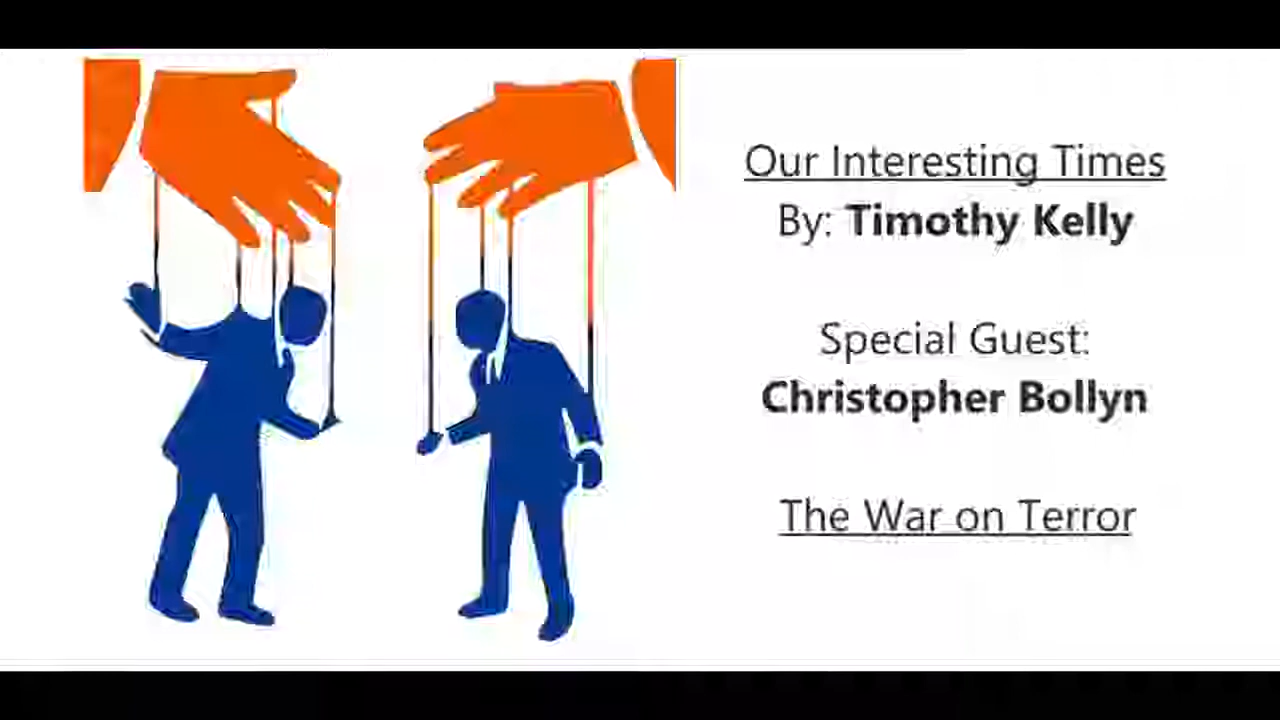 Our Interesting Times
By: Timothy Kelly
Special Guest:
Christopher Bollyn
The War on Terror